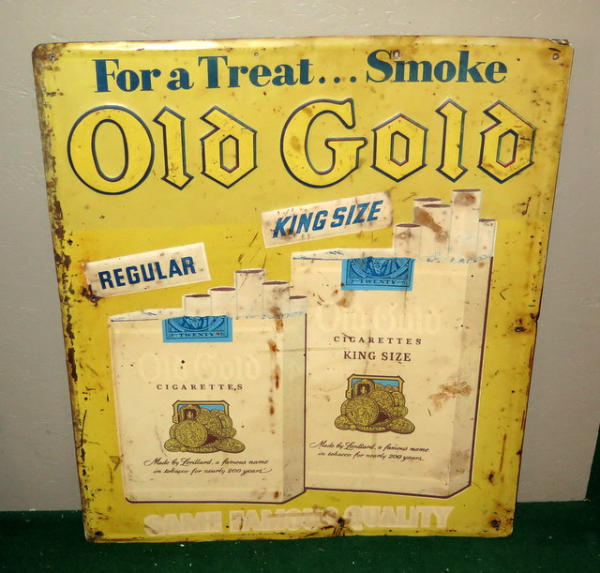 For a Treat... Smoke
Old Gold
KING SIZE
REGULAR
TWENTY
Old Gold
CIGARETTES
KING SIZE
Made by Lorillard, a famous name
in tobacco for nearly 200 years
TWENTY
Old Gold
CIGARETTES
Made by Lorillard, a famous name
in tobacco for nearly 200 years
SAME FAMOUS QUALITY